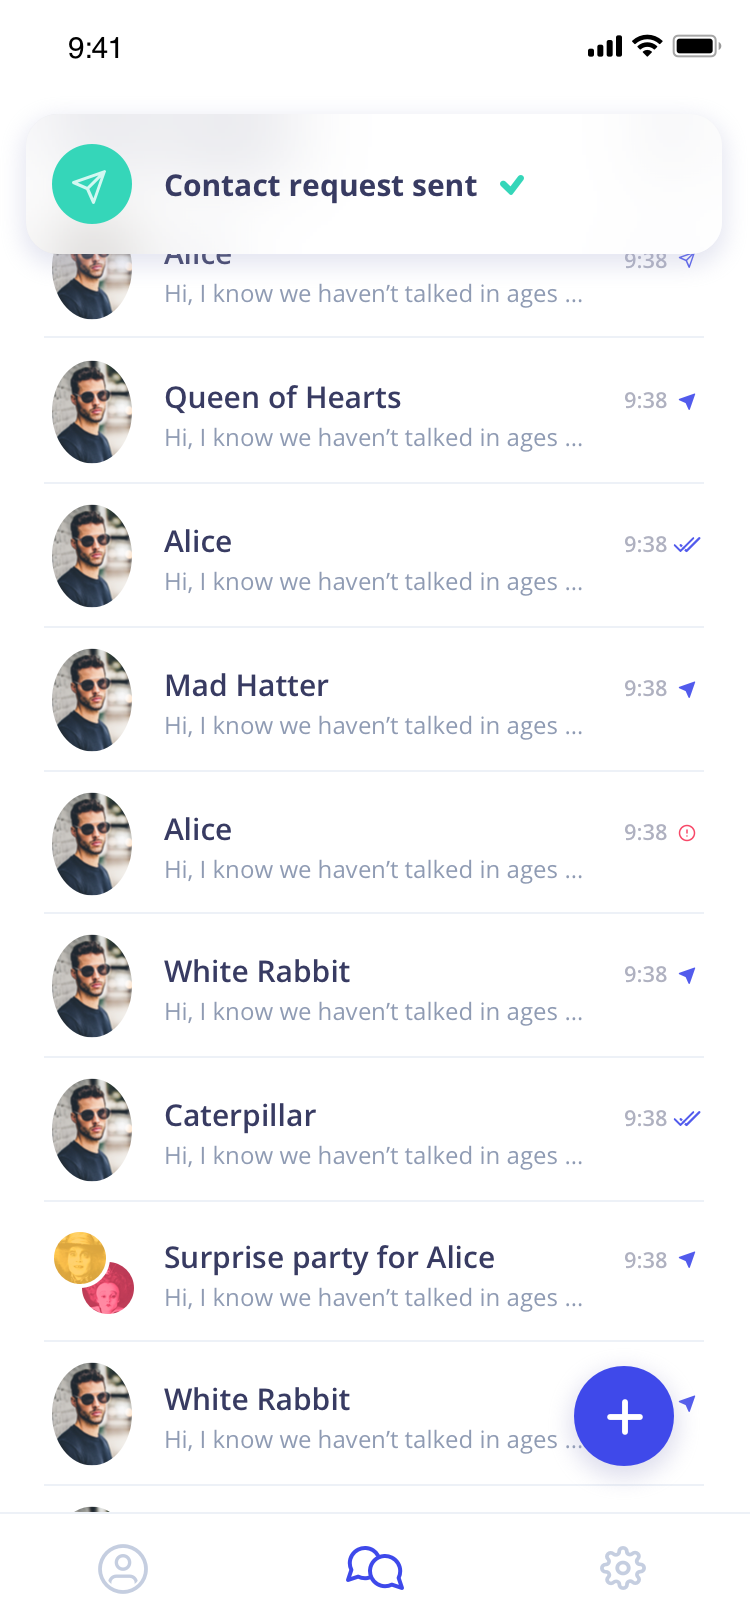 9:41
Contact request sent
Alice
9:38
Hi, I know we haven’t talked in ages ...
Queen of Hearts
9:38
Hi, I know we haven’t talked in ages ...
Alice
9:38
Hi, I know we haven’t talked in ages ...
Mad Hatter
9:38
Hi, I know we haven’t talked in ages ...
Alice
9:38
Hi, I know we haven’t talked in ages ...
White Rabbit
9:38
Hi, I know we haven’t talked in ages ...
Caterpillar
9:38
Hi, I know we haven’t talked in ages ...
Surprise party for Alice
9:38
Hi, I know we haven’t talked in ages ...
White Rabbit
Hi, I know we haven’t talked in ages ...